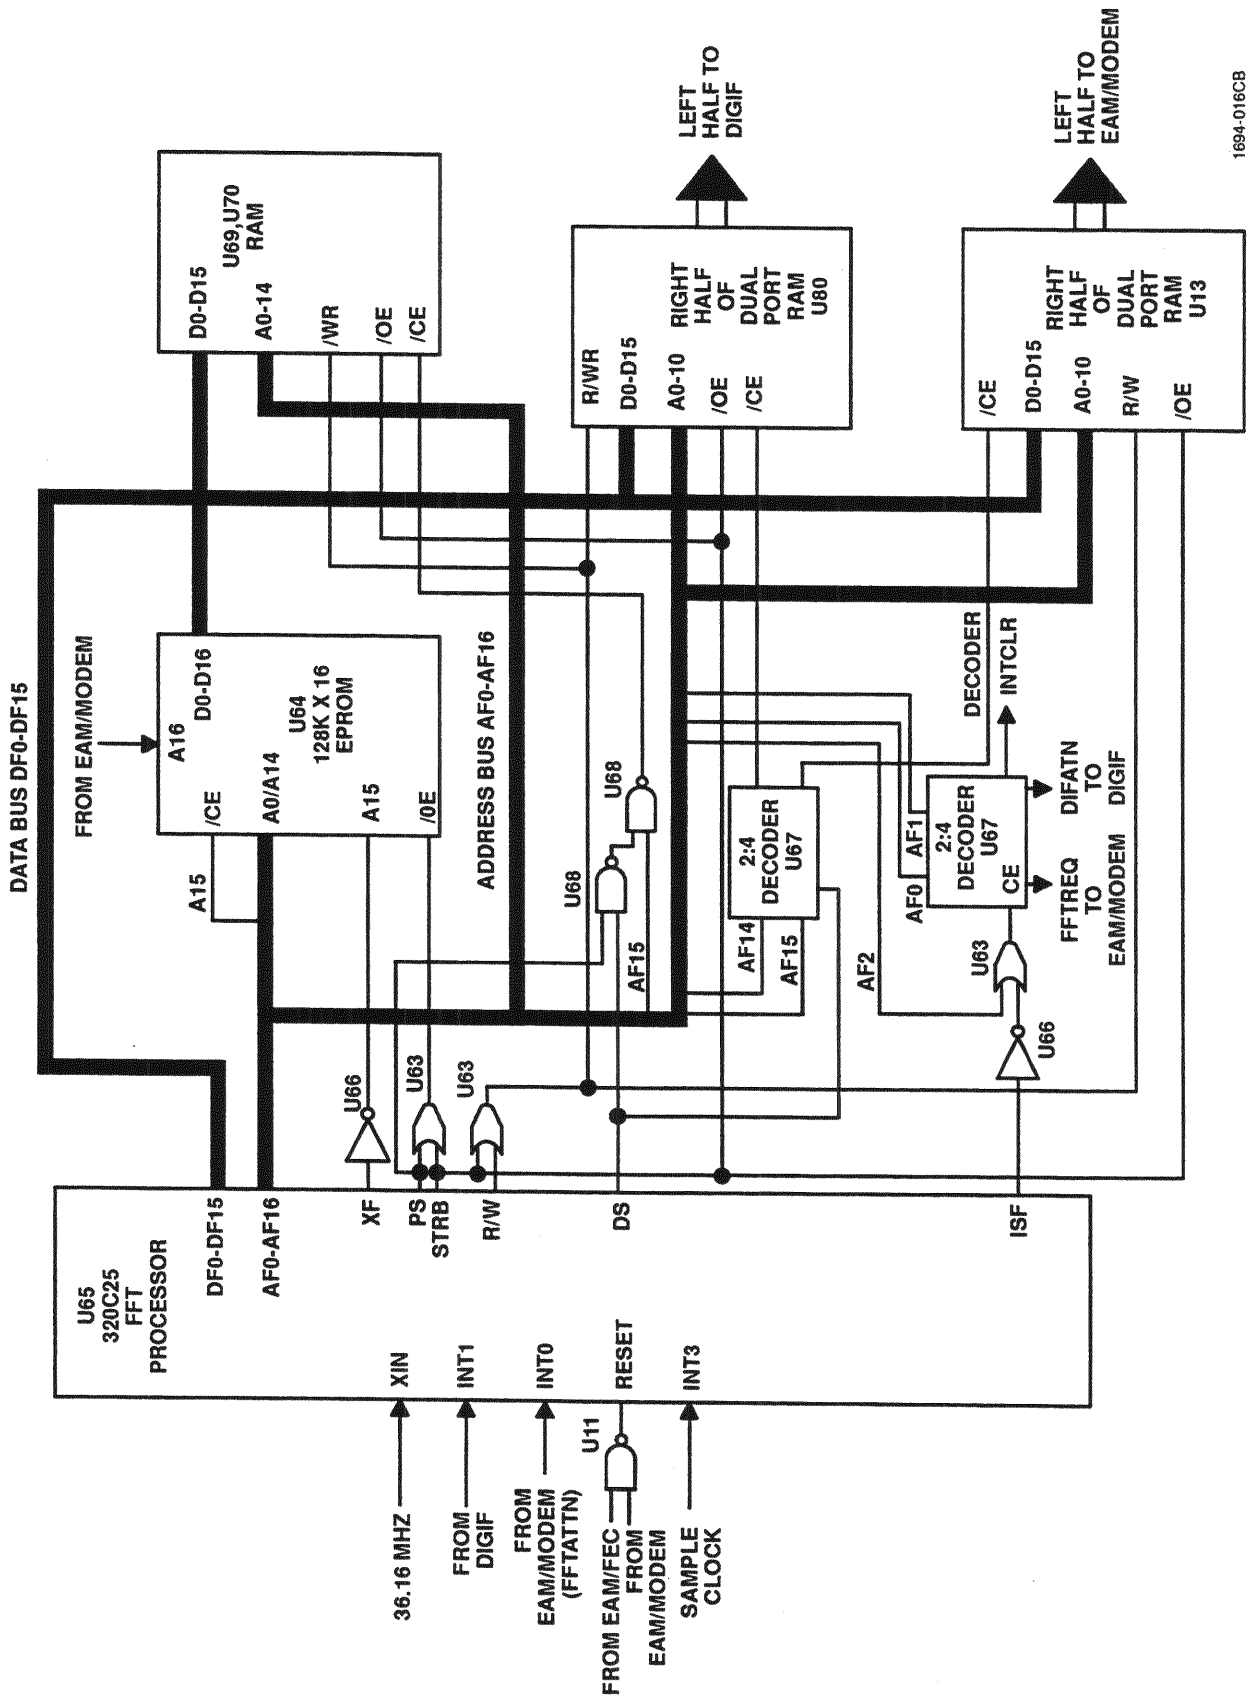 DATA BUS DF0-DF15
FROM EAM/MODEM
A16
D0-D16
/CE
U64
128K X 16
EPROM
A0/A14
A15
/0E
A15
D0-D15
U69,U70
RAM
A0-14
/WR
/OE
/CE
ADDRESS BUS AF0-AF16
U65
320C25
FFT
PROCESSOR
DF0-DF15
AF0-AF16
XF
PS
STRB
R/W
DS
ISF
XIN
INT1
INT0
RESET
INT3
36.16 MHZ
FROM
DIGIF
FROM
EAM/MODEM
(FFTATTN)
FROM EAM/FEC
FROM
EAM/MODEM
U11
SAMPLE
CLOCK
U66
U63
U63
U68
U68
AF15
R/WR
D0-D15
A0-10
/OE
/CE
RIGHT
HALF
OF
DUAL
PORT
RAM
U80
LEFT
HALF TO
DIGIF
AF14
AF15
2:4
DECODER
U67
AF2
AF0
AF1
2:4
DECODER
U67
CE
U63
U66
DECODER
INTCLR
DIFATN
TO
DIGIF
FFTREQ
TO
EAM/MODEM
/CE
D0-D15
A0-10
R/W
/OE
RIGHT
HALF
OF
DUAL
PORT
RAM
U13
LEFT
HALF TO
EAM/MODEM
1694-016CB